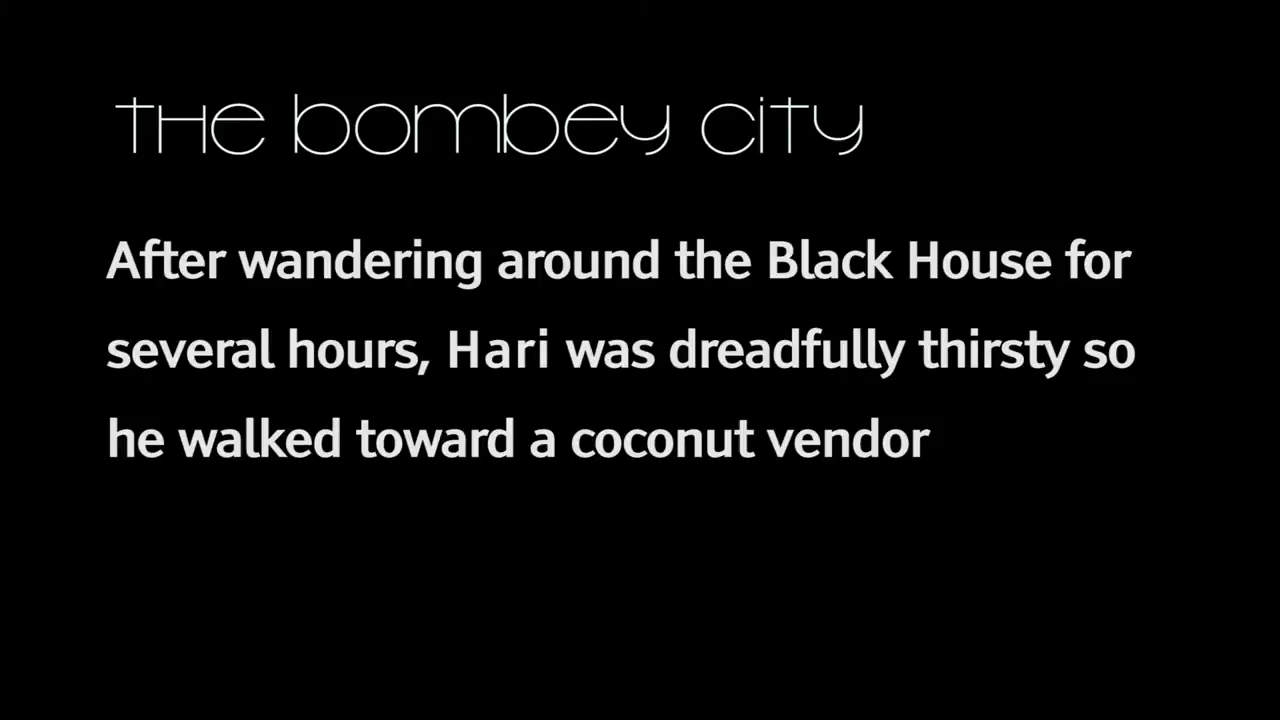 THe bombey city
After wandering around the Black House for
several hours, Hari was dreadfully thirsty so
he walked toward a coconut vendor